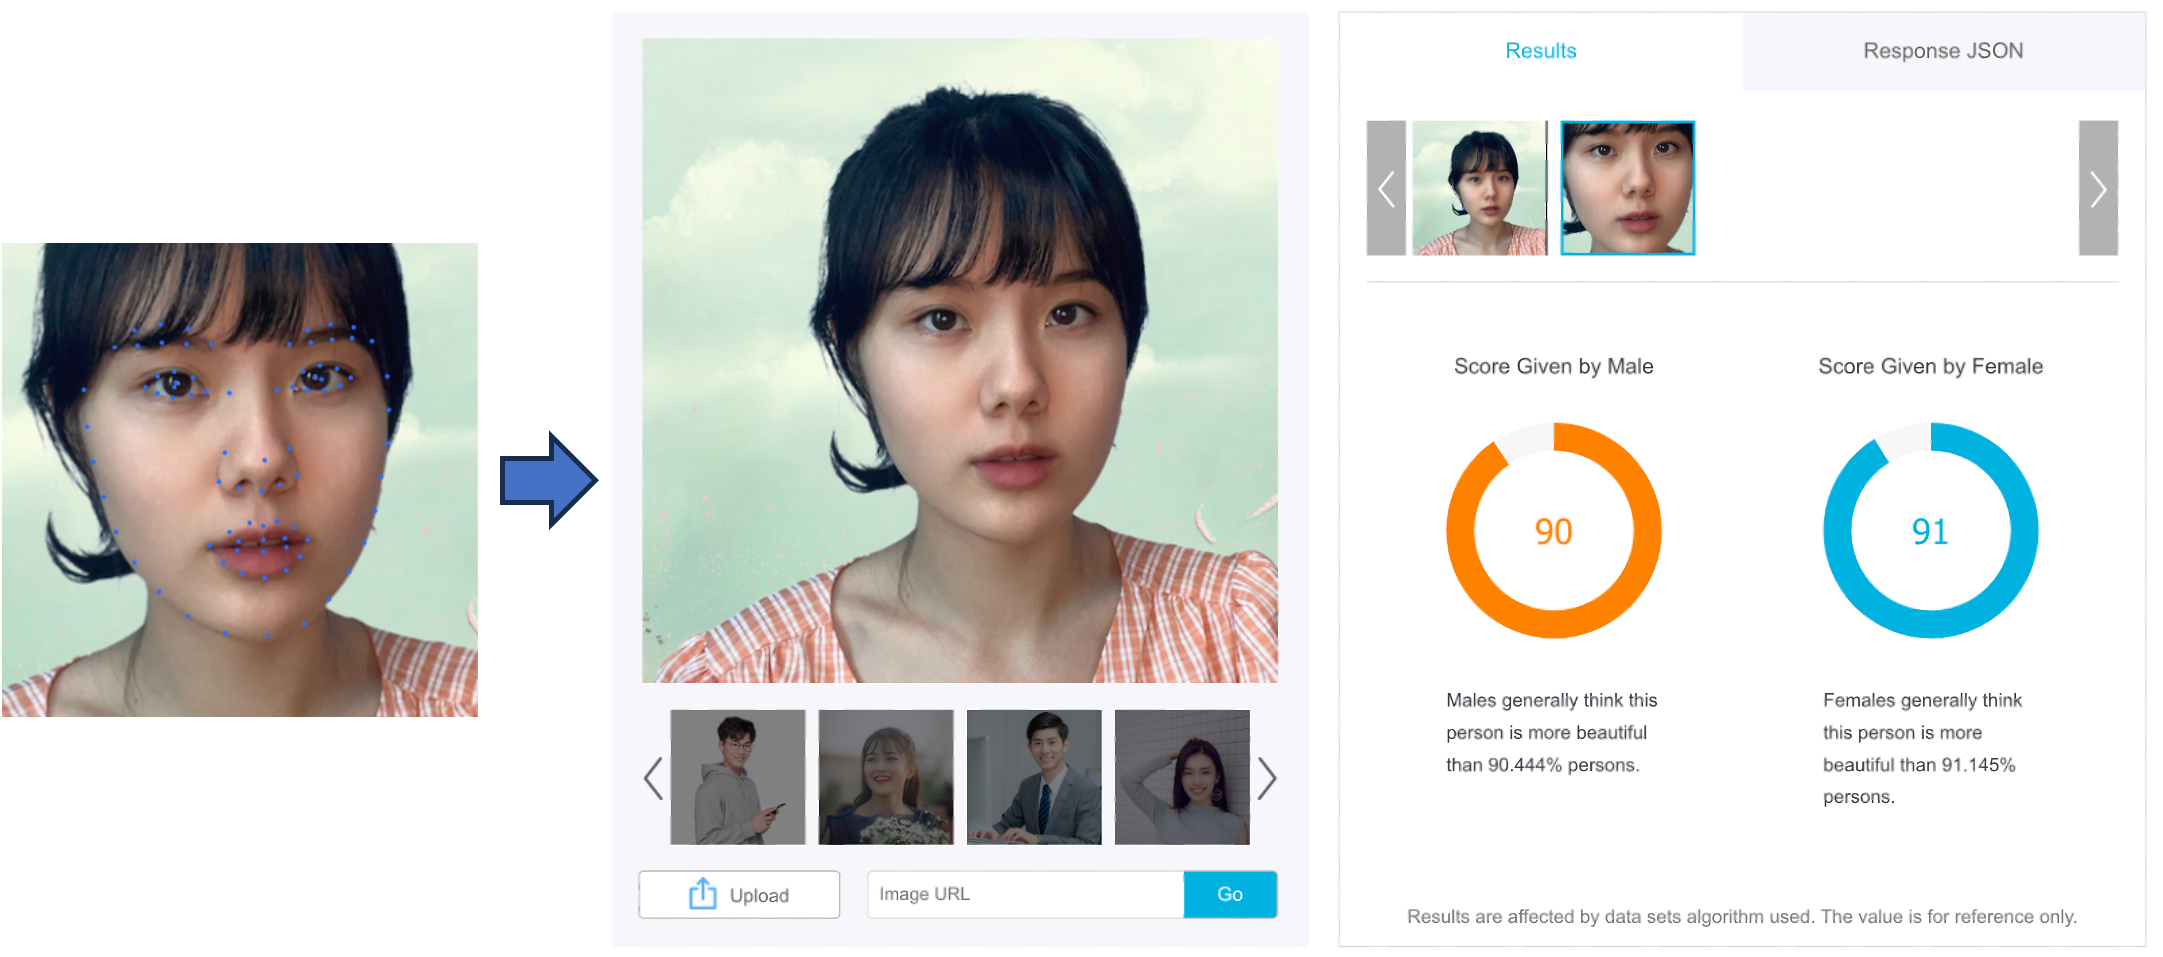 Results
Response JSON
Score Given by Male
Score Given by Female
90
91
Males generally think this
person is more beautiful
than 90.444% persons.
Females generally think
this person is more
beautiful than 91.145%
persons.
Upload
Image URL
Go
Results are affected by data sets algorithm used. The value is for reference only.